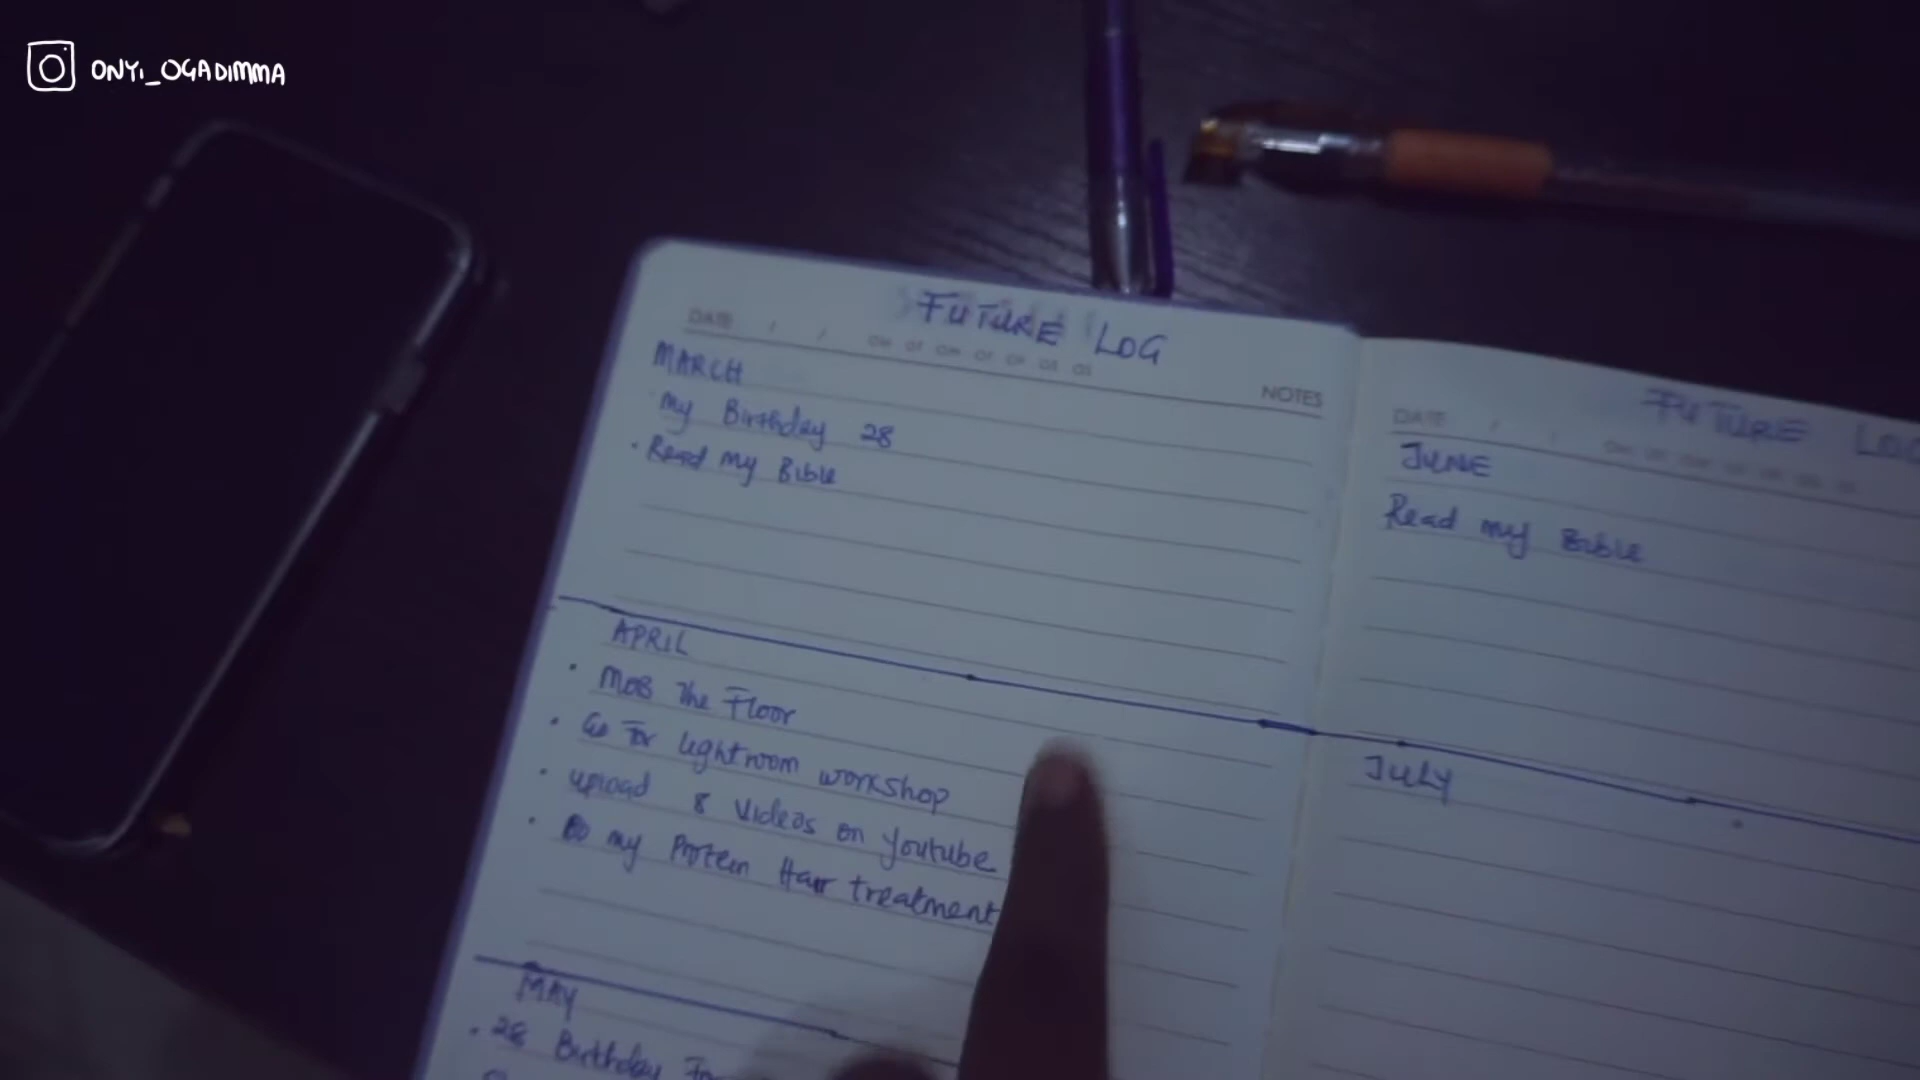 ONYI_OGADIMMA
FUTURE LOG
DATE / /
NOTES
MARCH
My Birthday 28
• Read my Bible
APRIL
• MOB The Floor
• Go For lightroom workshop
• upload 8 Videos on Youtube
• Do my Protein Hair treatment
MAY
• 28 Birthday
FUTURE LOG
DATE / /
JUNE
Read my Bible
JULY